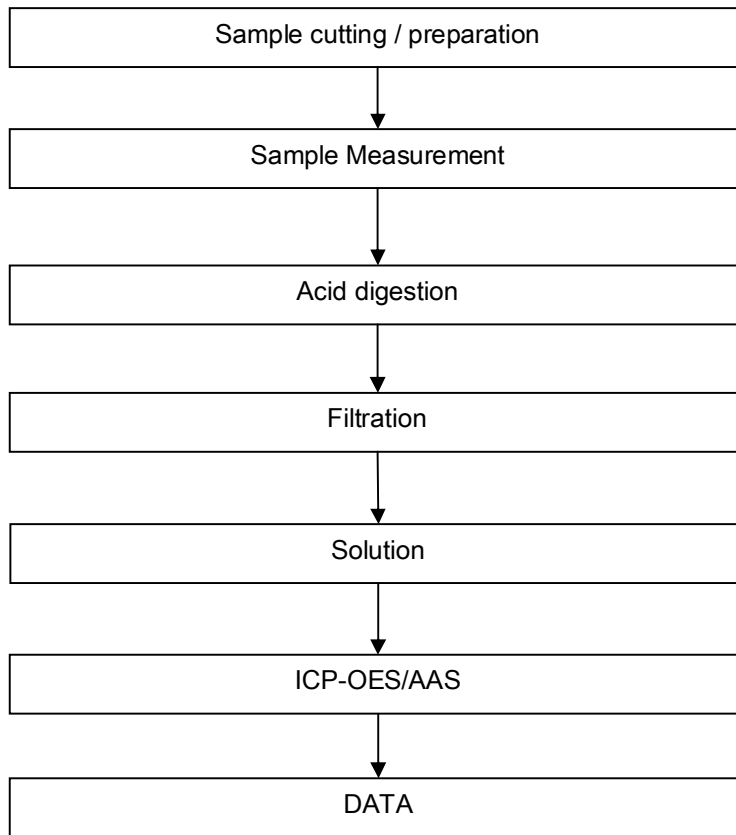 Sample cutting / preparation
Sample Measurement
Acid digestion
Filtration
Solution
ICP-OES/AAS
DATA